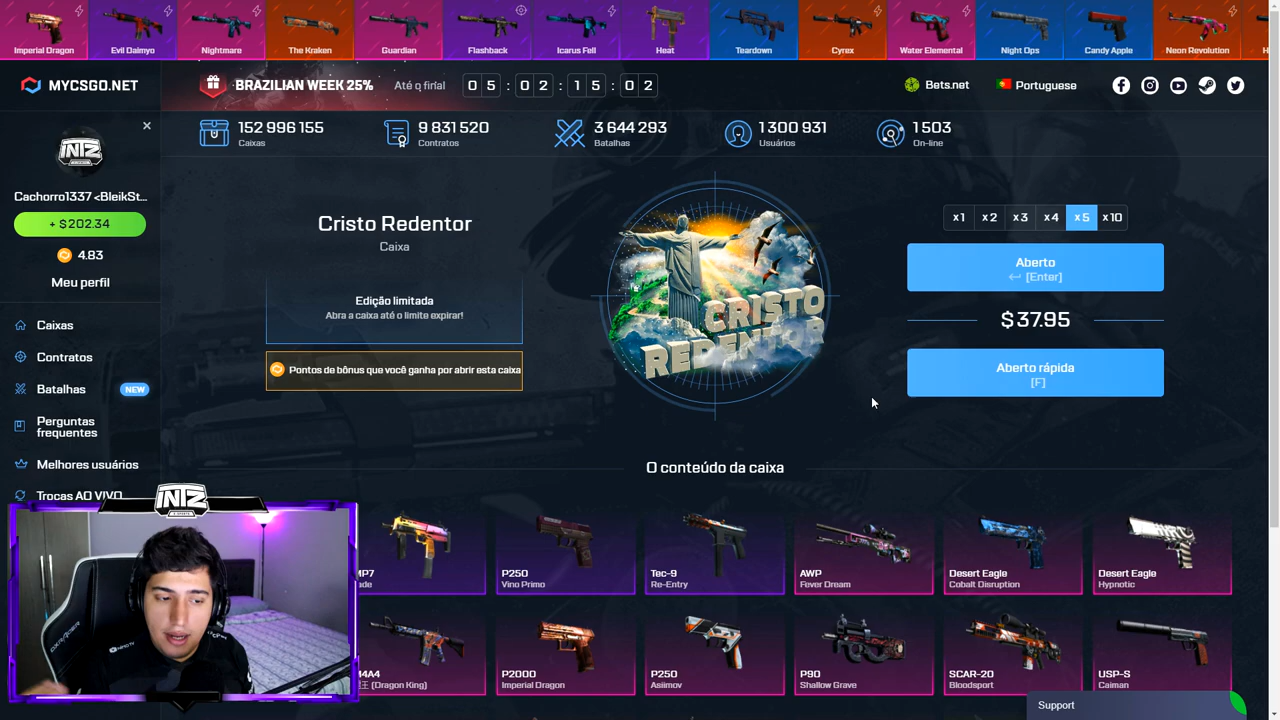 Imperial Dragon
Evil Daimyo
Nightmare
The Kraken
Guardian
Flashback
Icarus Fell
Heat
Teardown
Cyrex
Water Elemental
Night Ops
Candy Apple
Neon Revolution
MYCSGO.NET
BRAZILIAN WEEK 25%
Até o final
0 5 : 0 2 : 1 5 : 0 2
Bets.net
Portuguese
152 996 155
Caixas
9 831 520
Contratos
3 644 293
Batalhas
1 300 931
Usuários
1 503
On-line
INTZ
Cachorro1337 <BleikSt...
+ $202.34
4.83
Meu perfil
Caixas
Contratos
Batalhas
NEW
Perguntas
frequentes
Melhores usuários
Trocas AO VIVO
Cristo Redentor
Caixa
Edição limitada
Abra a caixa até o limite expirar!
Pontos de bônus que você ganha por abrir esta caixa
CRISTO
REDENTOR
x1
x2
x3
x4
x5
x10
Aberto
[Enter]
$37.95
Aberto rápida
[F]
O conteúdo da caixa
MP7
P250
Vino Primo
Tec-9
Re-Entry
AWP
Fever Dream
Desert Eagle
Cobalt Disruption
Desert Eagle
Hypnotic
(Dragon King)
P2000
Imperial Dragon
P250
Asiimov
P90
Shallow Grave
SCAR-20
Bloodsport
USP-S
Caiman
INTZ
DXRACER
Support